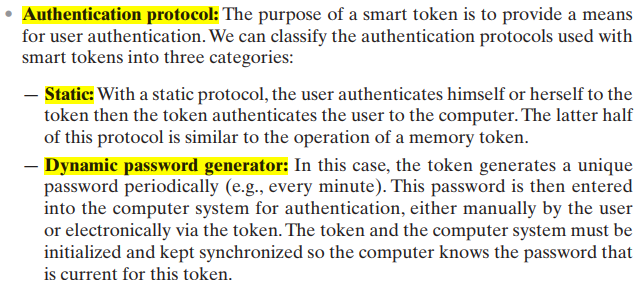 • Authentication protocol: The purpose of a smart token is to provide a means
for user authentication. We can classify the authentication protocols used with
smart tokens into three categories:
— Static: With a static protocol, the user authenticates himself or herself to the
token then the token authenticates the user to the computer. The latter half
of this protocol is similar to the operation of a memory token.
— Dynamic password generator: In this case, the token generates a unique
password periodically (e.g., every minute). This password is then entered
into the computer system for authentication, either manually by the user
or electronically via the token. The token and the computer system must be
initialized and kept synchronized so the computer knows the password that
is current for this token.